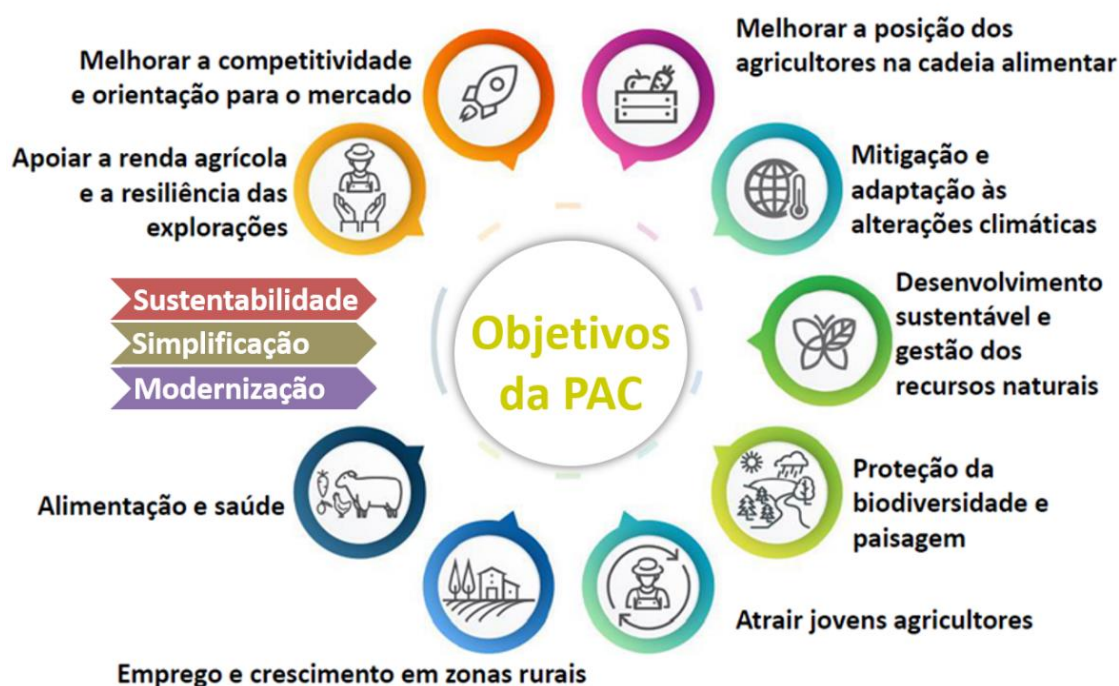 Melhorar a competitividade
e orientação para o mercado
Melhorar a posição dos
agricultores na cadeia alimentar
Apoiar a renda agrícola
e a resiliência das
explorações
Mitigação e
adaptação às
alterações climáticas
Sustentabilidade
Simplificação
Modernização
Objetivos
da PAC
Desenvolvimento
sustentável e
gestão dos
recursos naturais
Alimentação e saúde
Proteção da
biodiversidade e
paisagem
Atrair jovens agricultores
Emprego e crescimento em zonas rurais